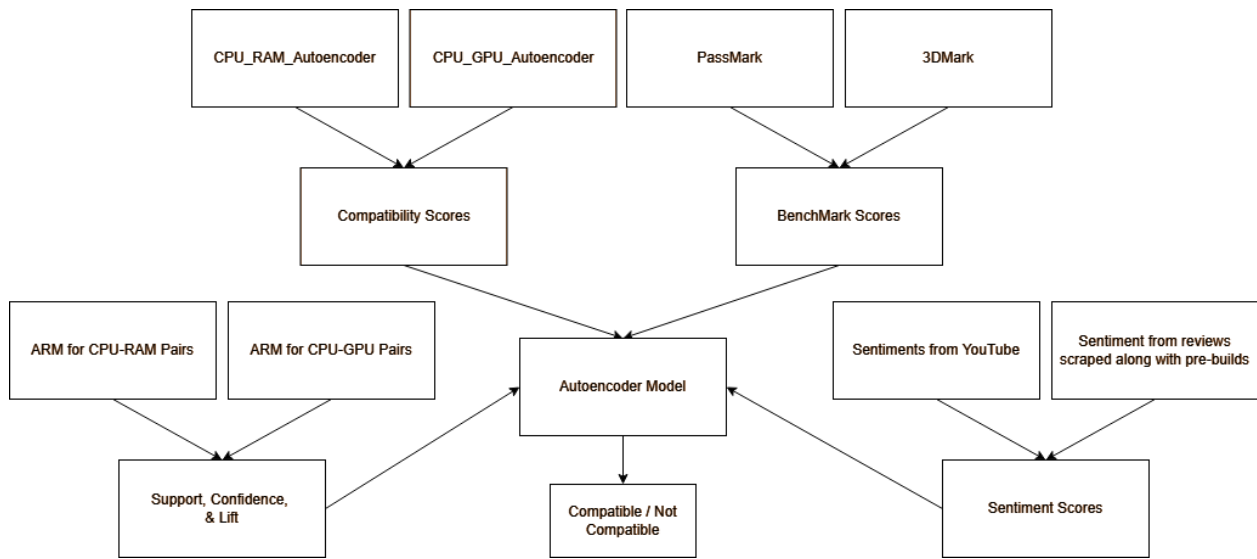 CPU_RAM_Autoencoder
CPU_GPU_Autoencoder
PassMark
3DMark
Compatibility Scores
BenchMark Scores
ARM for CPU-RAM Pairs
ARM for CPU-GPU Pairs
Autoencoder Model
Sentiments from YouTube
Sentiment from reviews
scraped along with pre-builds
Support, Confidence,
& Lift
Compatible / Not
Compatible
Sentiment Scores